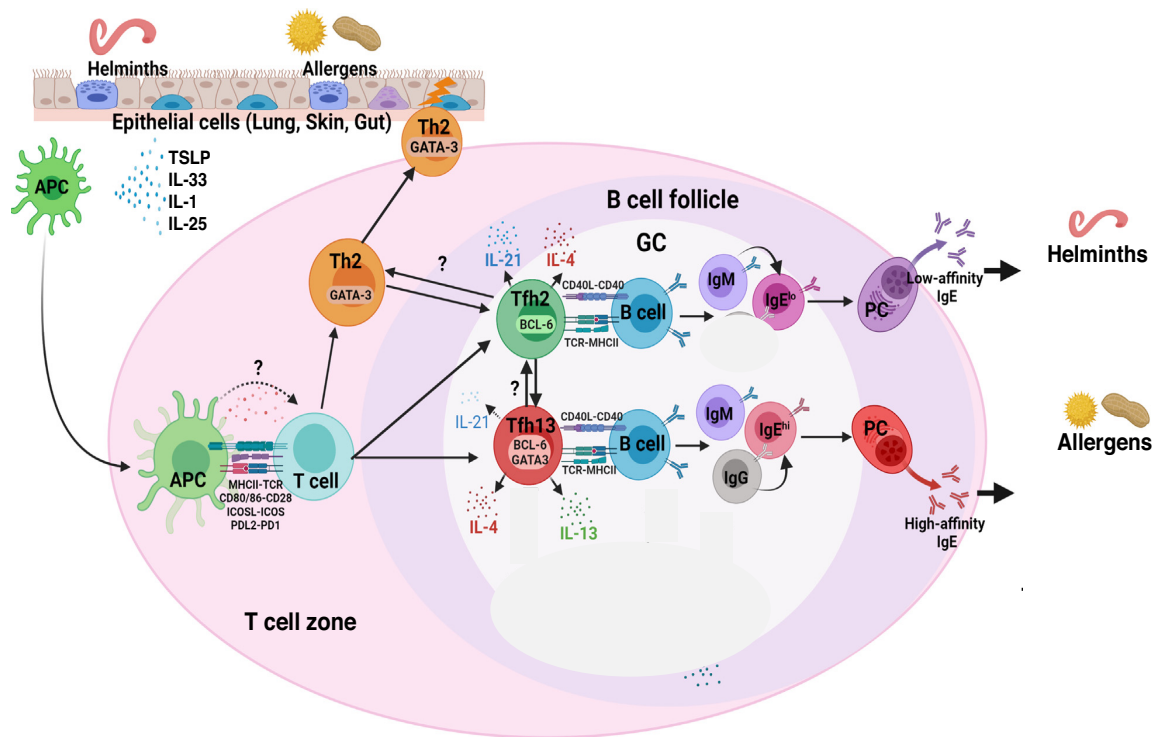 Helminths
Allergens
Epithelial cells (Lung, Skin, Gut)
APC
TSLP
IL-33
IL-1
IL-25
Th2
GATA-3
B cell follicle
GC
Th2
GATA-3
?
IL-21
IL-4
Tfh2
BCL-6
CD40L-CD40
TCR-MHCII
B cell
IgM
IgElo
PC
Low-affinity
IgE
Helminths
?
?
IL-21
Tfh13
BCL-6
GATA3
CD40L-CD40
TCR-MHCII
B cell
IgM
IgEhi
IgG
PC
High-affinity
IgE
Allergens
APC
T cell
MHCII-TCR
CD80/86-CD28
ICOSL-ICOS
PDL2-PD1
IL-4
IL-13
T cell zone